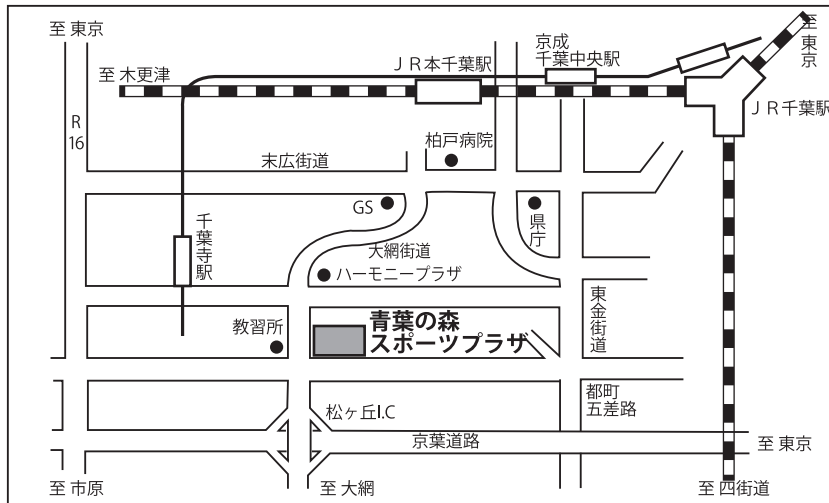 至 東京
至 木更津
JR本千葉駅
京成
千葉中央駅
至 東京
JR千葉駅
R
16
柏戸病院
末広街道
GS
千葉寺駅
大網街道
県庁
ハーモニープラザ
教習所
青葉の森
スポーツプラザ
東金街道
松ヶ丘I.C
都町
五差路
京葉道路
至 東京
至 市原
至 大網
至 四街道